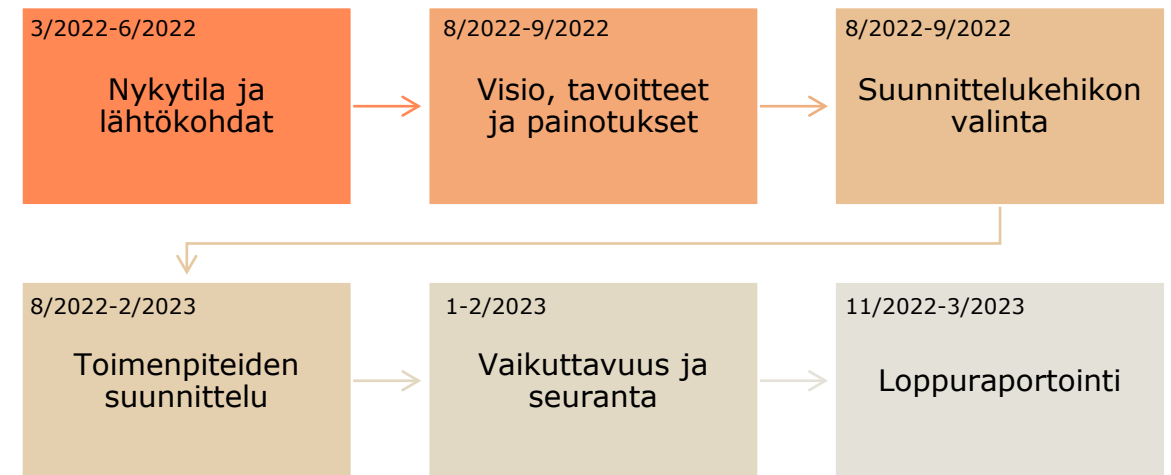 3/2022-6/2022
Nykytila ja
lähtökohdat
8/2022-9/2022
Visio, tavoitteet
ja painotukset
8/2022-9/2022
Suunnittelukehikon
valinta
8/2022-2/2023
Toimenpiteiden
suunnittelu
1-2/2023
Vaikuttavuus ja
seuranta
11/2022-3/2023
Loppuraportointi